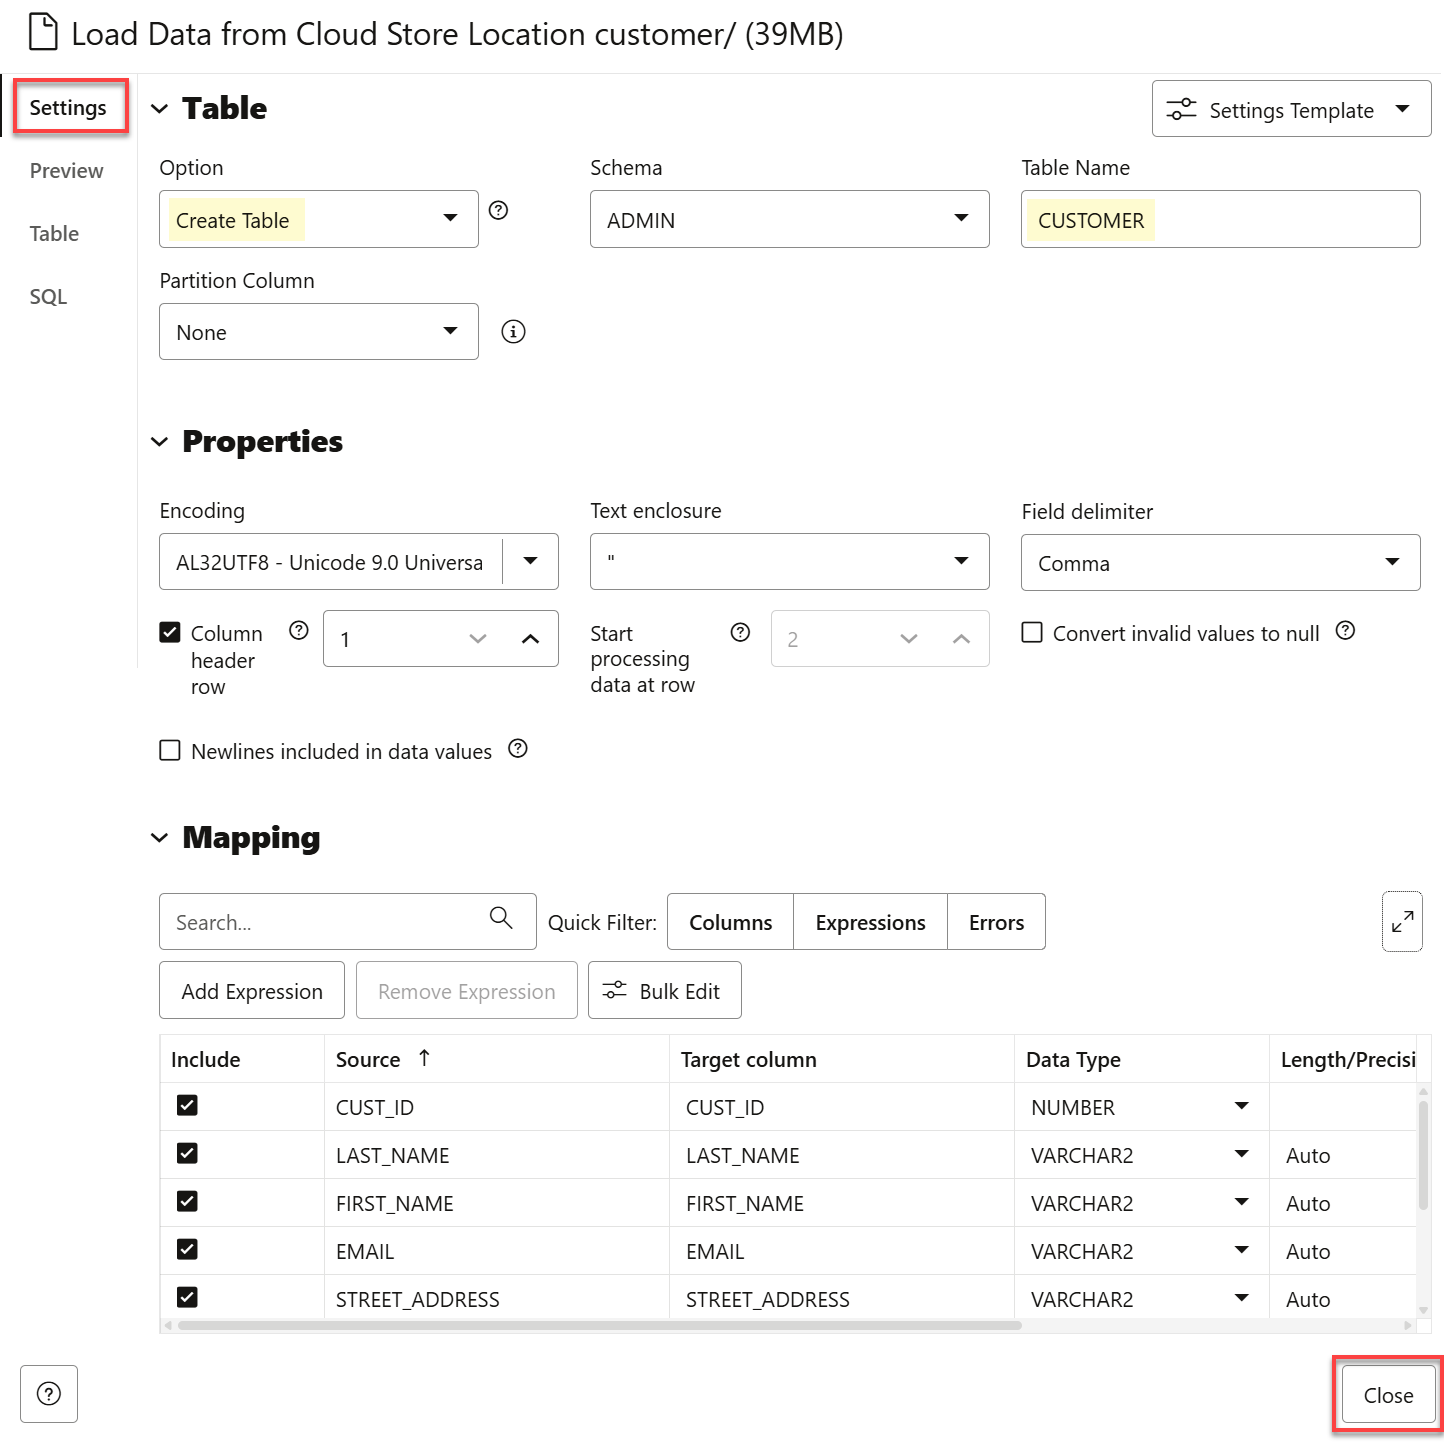 Load Data from Cloud Store Location customer/ (39MB)
Settings
Preview
Table
SQL
Table
Settings Template
Option
Schema
Table Name
Create Table
ADMIN
CUSTOMER
Partition Column
None
Properties
Encoding
Text enclosure
Field delimiter
AL32UTF8 - Unicode 9.0 Universa
"
Comma
Column
header
row
1
Start
processing
data at row
2
Convert invalid values to null
Newlines included in data values
Mapping
Search...
Quick Filter:
Columns
Expressions
Errors
Add Expression
Remove Expression
Bulk Edit
Include Source Target column Data Type Length/Precisi
CUST_ID CUST_ID NUMBER
LAST_NAME LAST_NAME VARCHAR2 Auto
FIRST_NAME FIRST_NAME VARCHAR2 Auto
EMAIL EMAIL VARCHAR2 Auto
STREET_ADDRESS STREET_ADDRESS VARCHAR2 Auto
Close